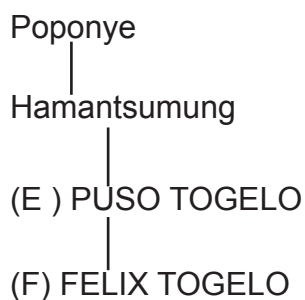 Poponye
Hamantsumung
(E ) PUSO TOGELO
(F) FELIX TOGELO